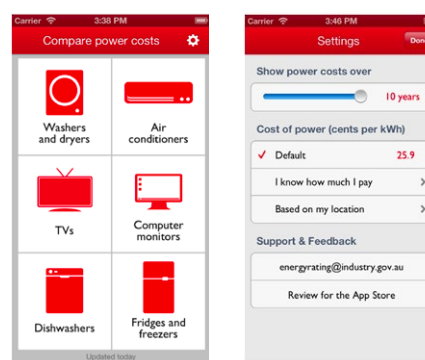 Carrier 3:38 PM
Compare power costs
Washers
and dryers
Air
conditioners
TVs
Computer
monitors
Dishwashers
Fridges and
freezers
Updated today
Carrier 3:46 PM
Settings
Don
Show power costs over
10 years
Cost of power (cents per kWh)
Default 25.9
I know how much I pay
Based on my location
Support & Feedback
energyrating@industry.gov.au
Review for the App Store